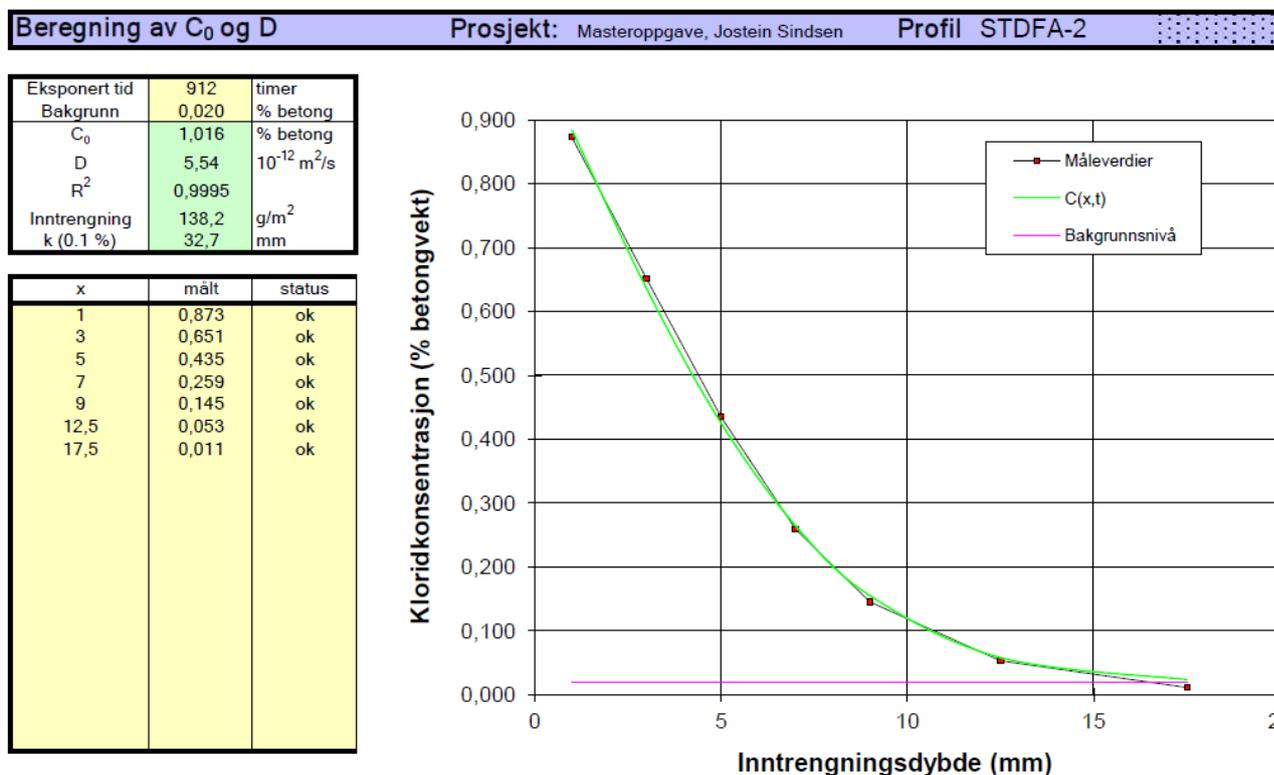 Beregning av C₀ og D Prosjekt: Masteroppgave, Jostein Sindsen Profil STDFA-2
Eksponert tid 912 timer
Bakgrunn 0,020 % betong
C₀ 1,016 % betong
D 5,54 10⁻¹² m²/s
R² 0,9995
Inntrengning 138,2 g/m²
k (0.1 %) 32,7 mm
x målt status
1 0,873 ok
3 0,651 ok
5 0,435 ok
7 0,259 ok
9 0,145 ok
12,5 0,053 ok
17,5 0,011 ok
Kloridkonsentrasjon (% betongvekt)
0,900
0,800
0,700
0,600
0,500
0,400
0,300
0,200
0,100
0,000
Måleverdier
C(x,t)
Bakgrunnsnivå
0 5 10 15 2
Inntrengningsdybde (mm)